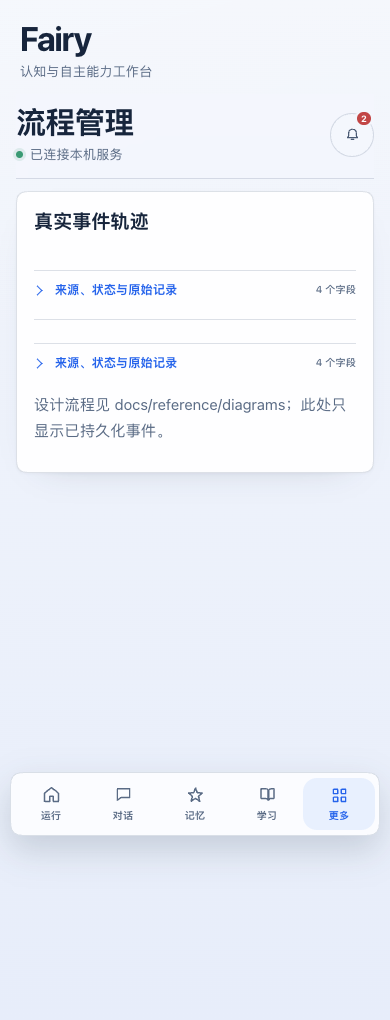 Fairy
认知与自主能力工作台
流程管理
已连接本机服务
2
真实事件轨迹
来源、状态与原始记录
4 个字段
来源、状态与原始记录
4 个字段
设计流程见 docs/reference/diagrams；此处只
显示已持久化事件。
运行
对话
记忆
学习
更多